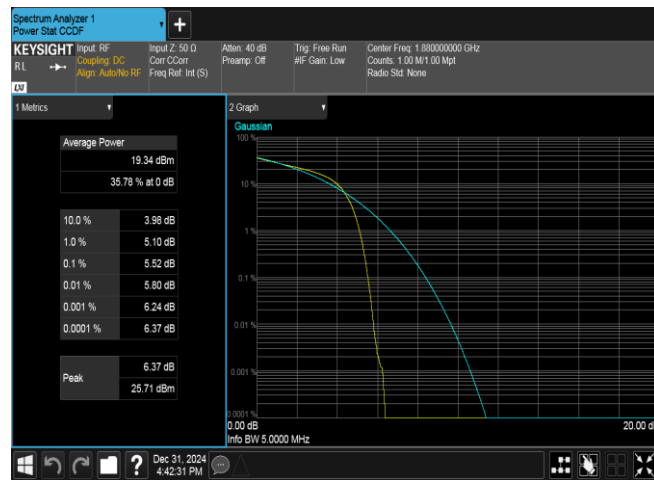 Spectrum Analyzer 1
Power Stat CCDF
+
KEYSIGHT
RL
LXI
Input: RF
Coupling: DC
Align: Auto/No RF
Input Z: 50 Ω
Corr CCorr
Freq Ref: Int (S)
Atten: 40 dB
Preamp: Off
Trig: Free Run
#IF Gain: Low
Center Freq: 1.880000000 GHz
Counts: 1.00 M/1.00 Mpt
Radio Std: None
1 Metrics
Average Power
19.34 dBm
35.78 % at 0 dB
10.0 % 3.98 dB
1.0 % 5.10 dB
0.1 % 5.52 dB
0.01 % 5.80 dB
0.001 % 6.24 dB
0.0001 % 6.37 dB
Peak
6.37 dB
25.71 dBm
2 Graph
Gaussian
100 %
10 %
1 %
0.1 %
0.01 %
0.001 %
0.0001 %
0.00 dB
20.00 d
Info BW 5.0000 MHz
?
Dec 31, 2024
4:42:31 PM